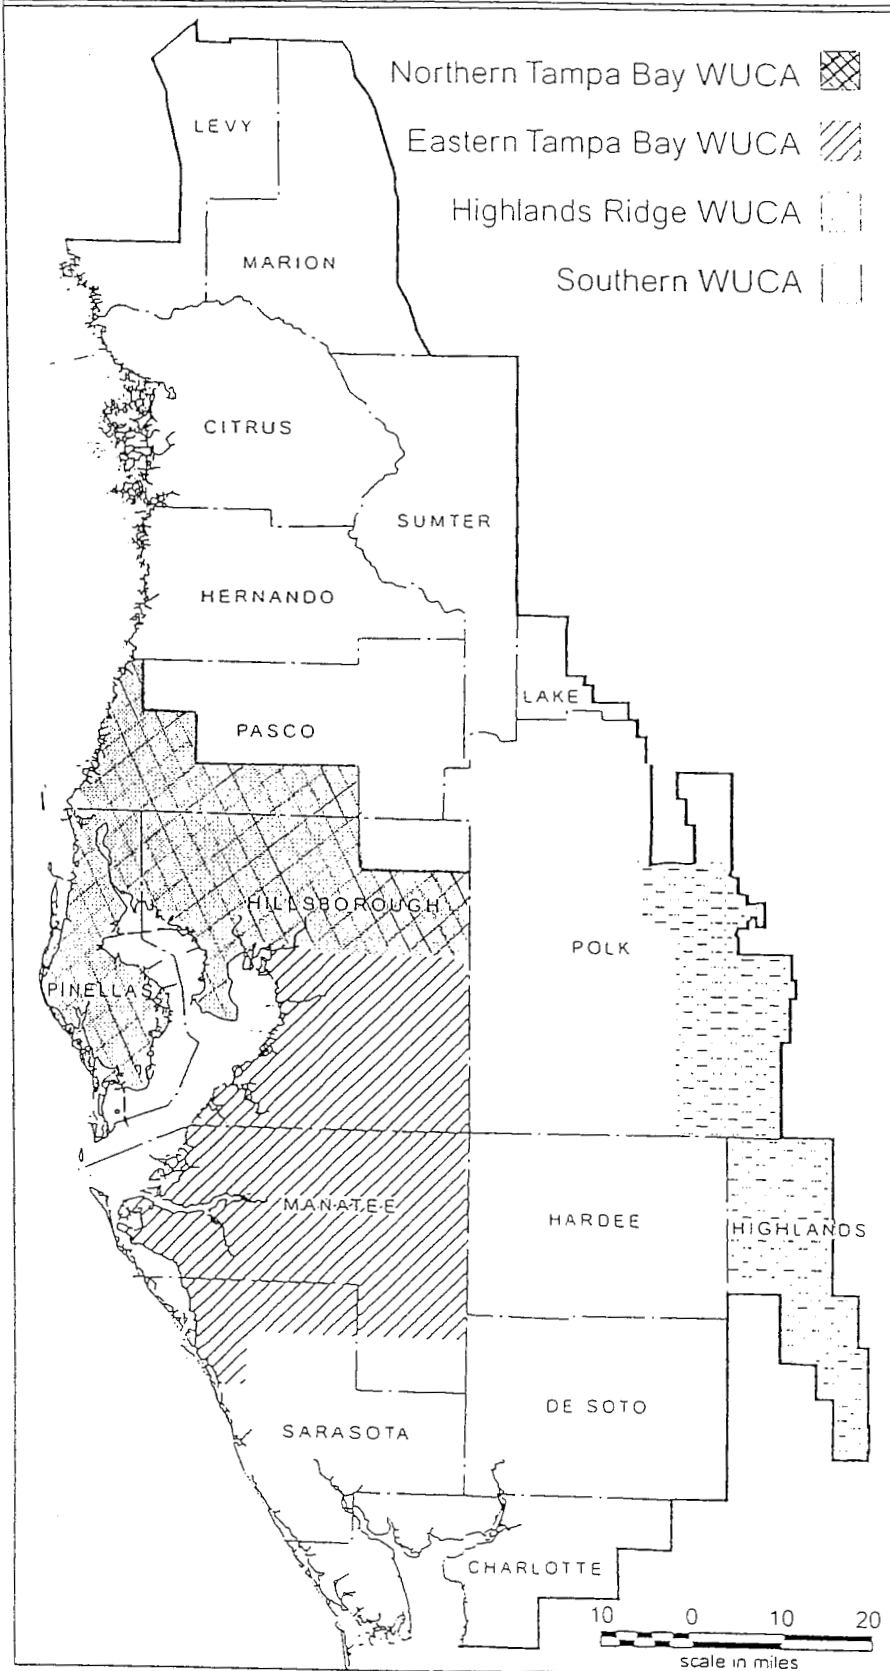 Northern Tampa Bay WUCA
Eastern Tampa Bay WUCA
Highlands Ridge WUCA
Southern WUCA
LEVY
MARION
CITRUS
SUMTER
HERNANDO
LAKE
PASCO
HILLSBOROUGH
POLK
PINELLAS
MANATEE
HARDEE
HIGHLANDS
DE SOTO
SARASOTA
CHARLOTTE
10 0 10 20
scale in miles